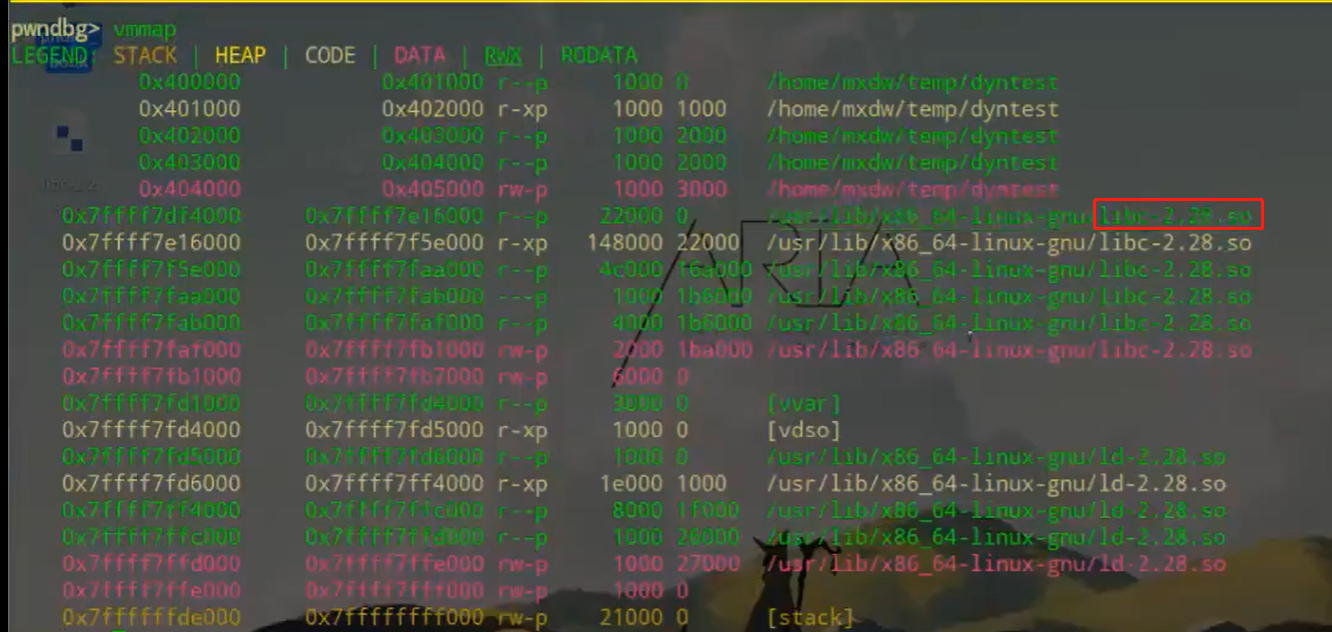 pwndbg> vmmap
LEGEND: STACK | HEAP | CODE | DATA | RWX | RODATA
0x400000 0x401000 r--p 1000 0 /home/mxdw/temp/dyntest
0x401000 0x402000 r-xp 1000 1000 /home/mxdw/temp/dyntest
0x402000 0x403000 r--p 1000 2000 /home/mxdw/temp/dyntest
0x403000 0x404000 r--p 1000 2000 /home/mxdw/temp/dyntest
0x404000 0x405000 rw-p 1000 3000 /home/mxdw/temp/dyntest
0x7ffff7df4000 0x7ffff7e16000 r--p 22000 0 /usr/lib/x86_64-linux-gnu/libc-2.28.so
0x7ffff7e16000 0x7ffff7f5e000 r-xp 148000 22000 /usr/lib/x86_64-linux-gnu/libc-2.28.so
0x7ffff7f5e000 0x7ffff7faa000 r--p 4c000 16a000 /usr/lib/x86_64-linux-gnu/libc-2.28.so
0x7ffff7faa000 0x7ffff7fab000 ---p 1000 1b6000 /usr/lib/x86_64-linux-gnu/libc-2.28.so
0x7ffff7fab000 0x7ffff7faf000 r--p 4000 1b6000 /usr/lib/x86_64-linux-gnu/libc-2.28.so
0x7ffff7faf000 0x7ffff7fb1000 rw-p 2000 1ba000 /usr/lib/x86_64-linux-gnu/libc-2.28.so
0x7ffff7fb1000 0x7ffff7fb7000 rw-p 6000 0
0x7ffff7fd1000 0x7ffff7fd4000 r--p 3000 0 [vvar]
0x7ffff7fd4000 0x7ffff7fd5000 r-xp 1000 0 [vdso]
0x7ffff7fd5000 0x7ffff7fd6000 r--p 1000 0 /usr/lib/x86_64-linux-gnu/ld-2.28.so
0x7ffff7fd6000 0x7ffff7ff4000 r-xp 1e000 1000 /usr/lib/x86_64-linux-gnu/ld-2.28.so
0x7ffff7ff4000 0x7ffff7ffc000 r--p 8000 1f000 /usr/lib/x86_64-linux-gnu/ld-2.28.so
0x7ffff7ffc000 0x7ffff7ffd000 r--p 1000 26000 /usr/lib/x86_64-linux-gnu/ld-2.28.so
0x7ffff7ffd000 0x7ffff7ffe000 rw-p 1000 27000 /usr/lib/x86_64-linux-gnu/ld-2.28.so
0x7ffff7ffe000 0x7ffff7fff000 rw-p 1000 0
0x7ffffffde000 0x7ffffffff000 rw-p 21000 0 [stack]
ARIA